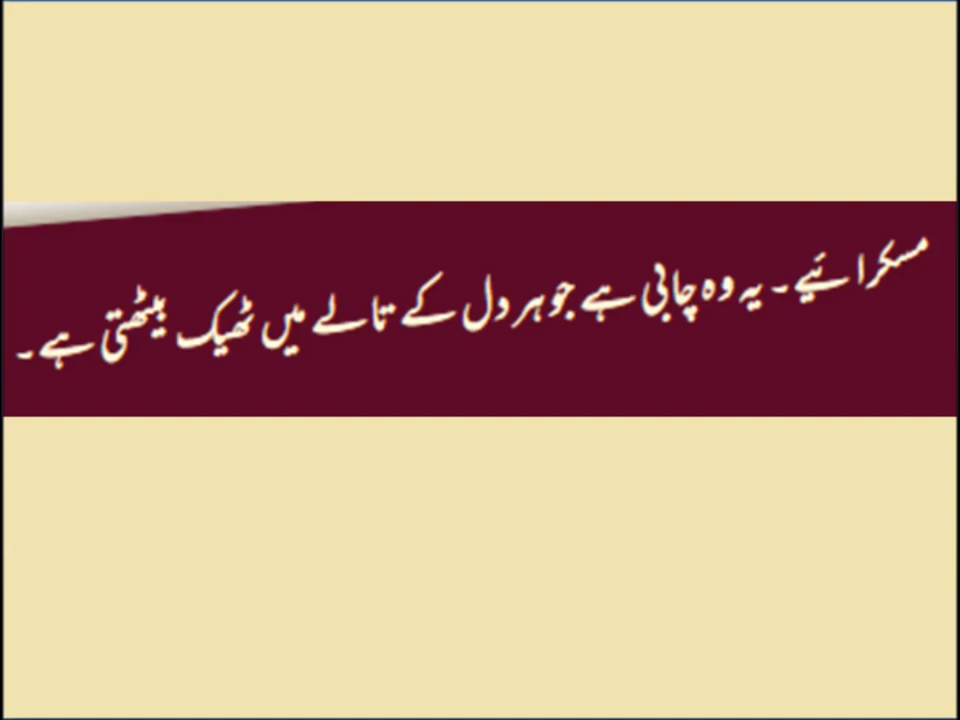 مسکرائیے۔ یہ وہ چابی ہے جو ہر دل کے تالے میں ٹھیک بیٹھتی ہے۔